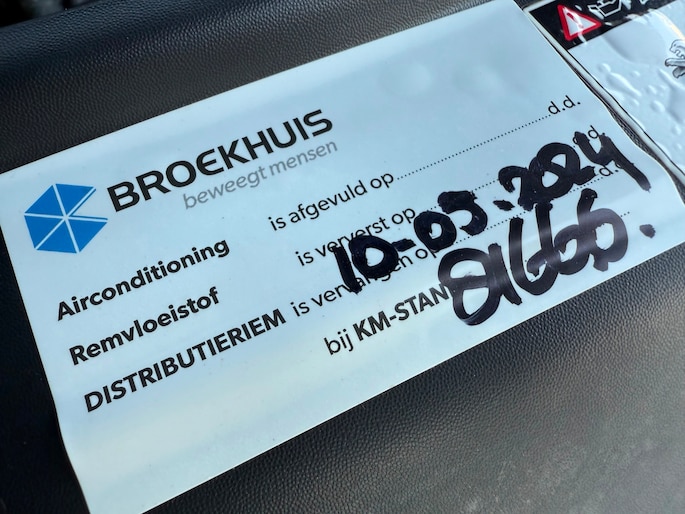 BROEKHUIS
beweegt mensen
Airconditioning is afgevuld op..............................d.d.
Remvloeistof is ververst op
DISTRIBUTIERIEM is vervangen op 10-05.2024
bij KM-STAND 81666.